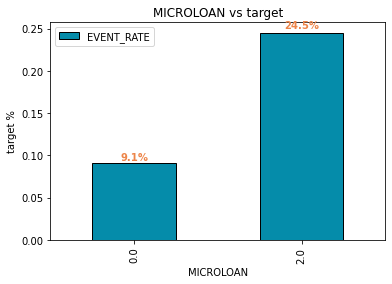 MICROLOAN vs target
EVENT_RATE
24.5%
9.1%
0.25
0.20
0.15
0.10
0.05
0.00
target %
0.0
2.0
MICROLOAN